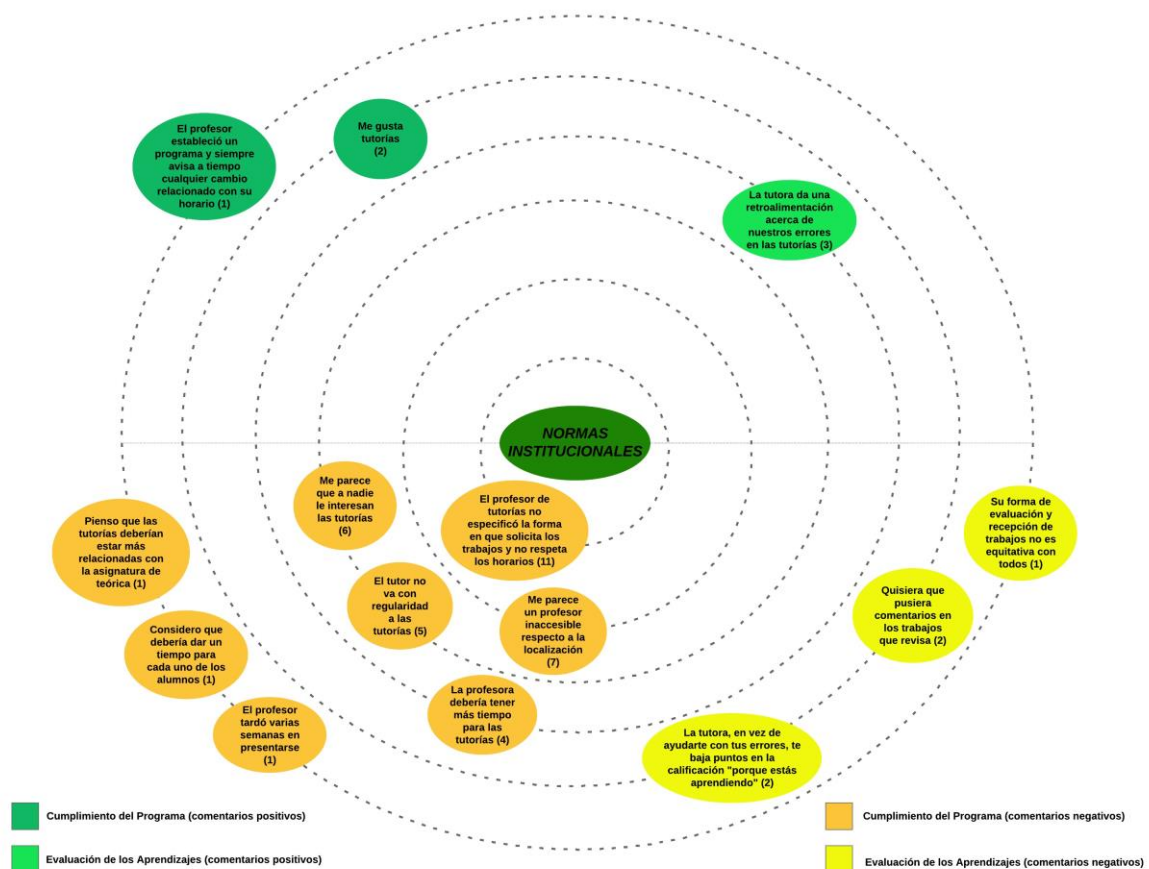 El profesor
estableció un
programa y siempre
avisa a tiempo
cualquier cambio
relacionado con su
horario (1)
Me gusta
tutorías
(2)
La tutora da una
retroalimentación
acerca de
nuestros errores
en las tutorías (3)
NORMAS
INSTITUCIONALES
Me parece
que a nadie
le interesan
las tutorías
(6)
El profesor de
tutorías no
especificó la forma
en que solicita los
trabajos y no respeta
los horarios (11)
Pienso que las
tutorías deberían
estar más
relacionadas con
la asignatura de
teórica (1)
El tutor no
va con
regularidad
a las
tutorías (5)
Me parece
un profesor
inaccesible
respecto a la
localización
(7)
Considero que
debería dar un
tiempo para
cada uno de los
alumnos (1)
El profesor
tardó varias
semanas en
presentarse
(1)
La profesora
debería tener
más tiempo
para las
tutorías (4)
Su forma de
evaluación y
recepción de
trabajos no es
equitativa con
todos (1)
Quisiera que
pusiera
comentarios en
los trabajos
que revisa (2)
La tutora, en vez de
ayudarte con tus errores, te
baja puntos en la
calificación "porque estás
aprendiendo" (2)
Cumplimiento del Programa (comentarios positivos)
Evaluación de los Aprendizajes (comentarios positivos)
Cumplimiento del Programa (comentarios negativos)
Evaluación de los Aprendizajes (comentarios negativos)